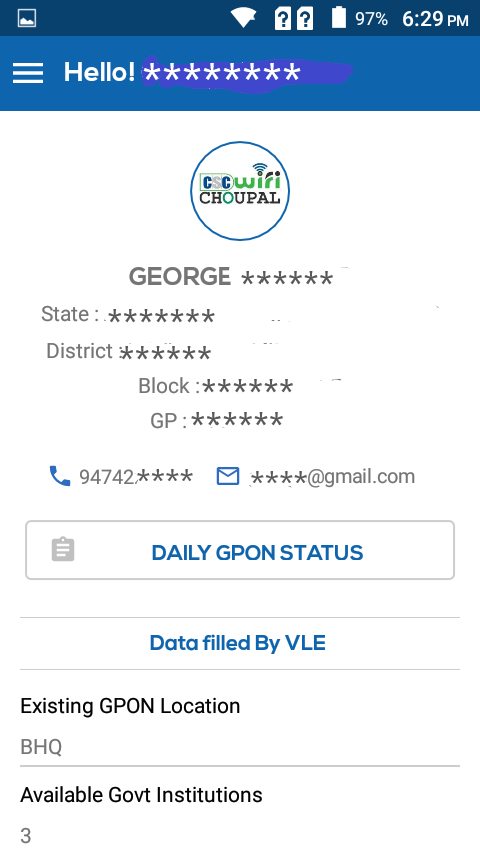 97% 6:29 PM
Hello! ********
CSC wifi
CHOUPAL
GEORGE ******
State : *******
District : ******
Block : ******
GP : ******
94742**** ****@gmail.com
DAILY GPON STATUS
Data filled By VLE
Existing GPON Location
BHQ
Available Govt Institutions
3